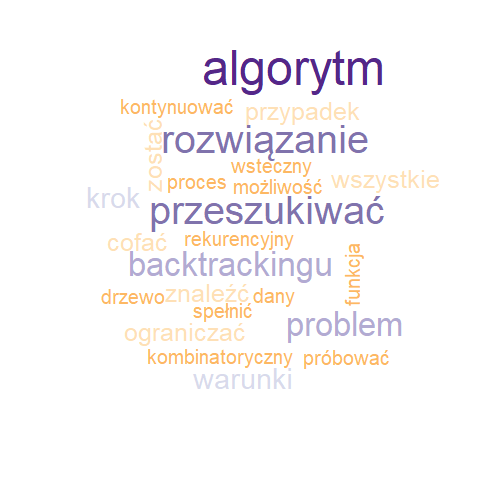 algorytm
kontynuować
przypadek
zostać
rozwiązanie
wsteczny
proces
możliwość
wszystkie
krok
przeszukiwać
cofać
rekurencyjny
backtrackingu
funkcja
drzewo
znaleźć
dany
spełnić
problem
ograniczać
kombinatoryczny
próbować
warunki